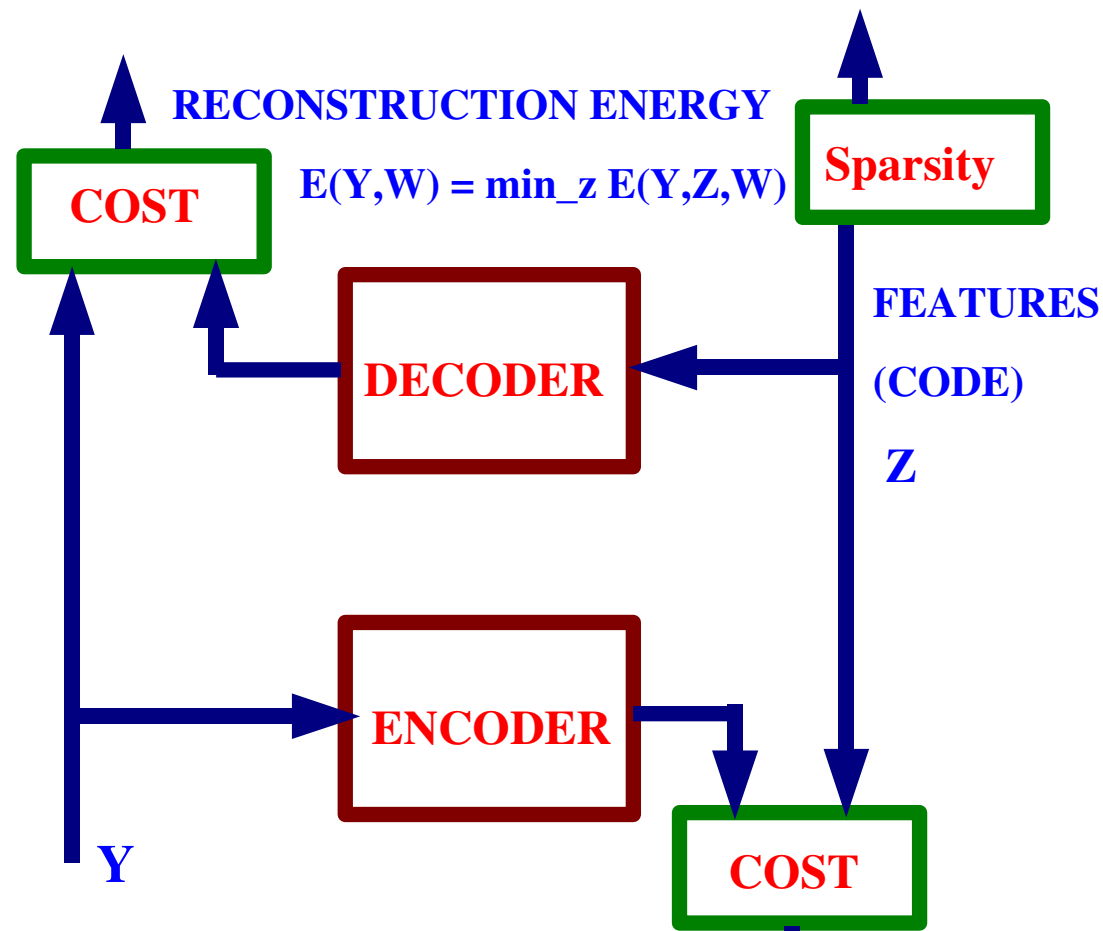 RECONSTRUCTION ENERGY
E(Y,W) = min_z E(Y,Z,W)
COST
Sparsity
FEATURES
(CODE)
Z
DECODER
ENCODER
Y
COST